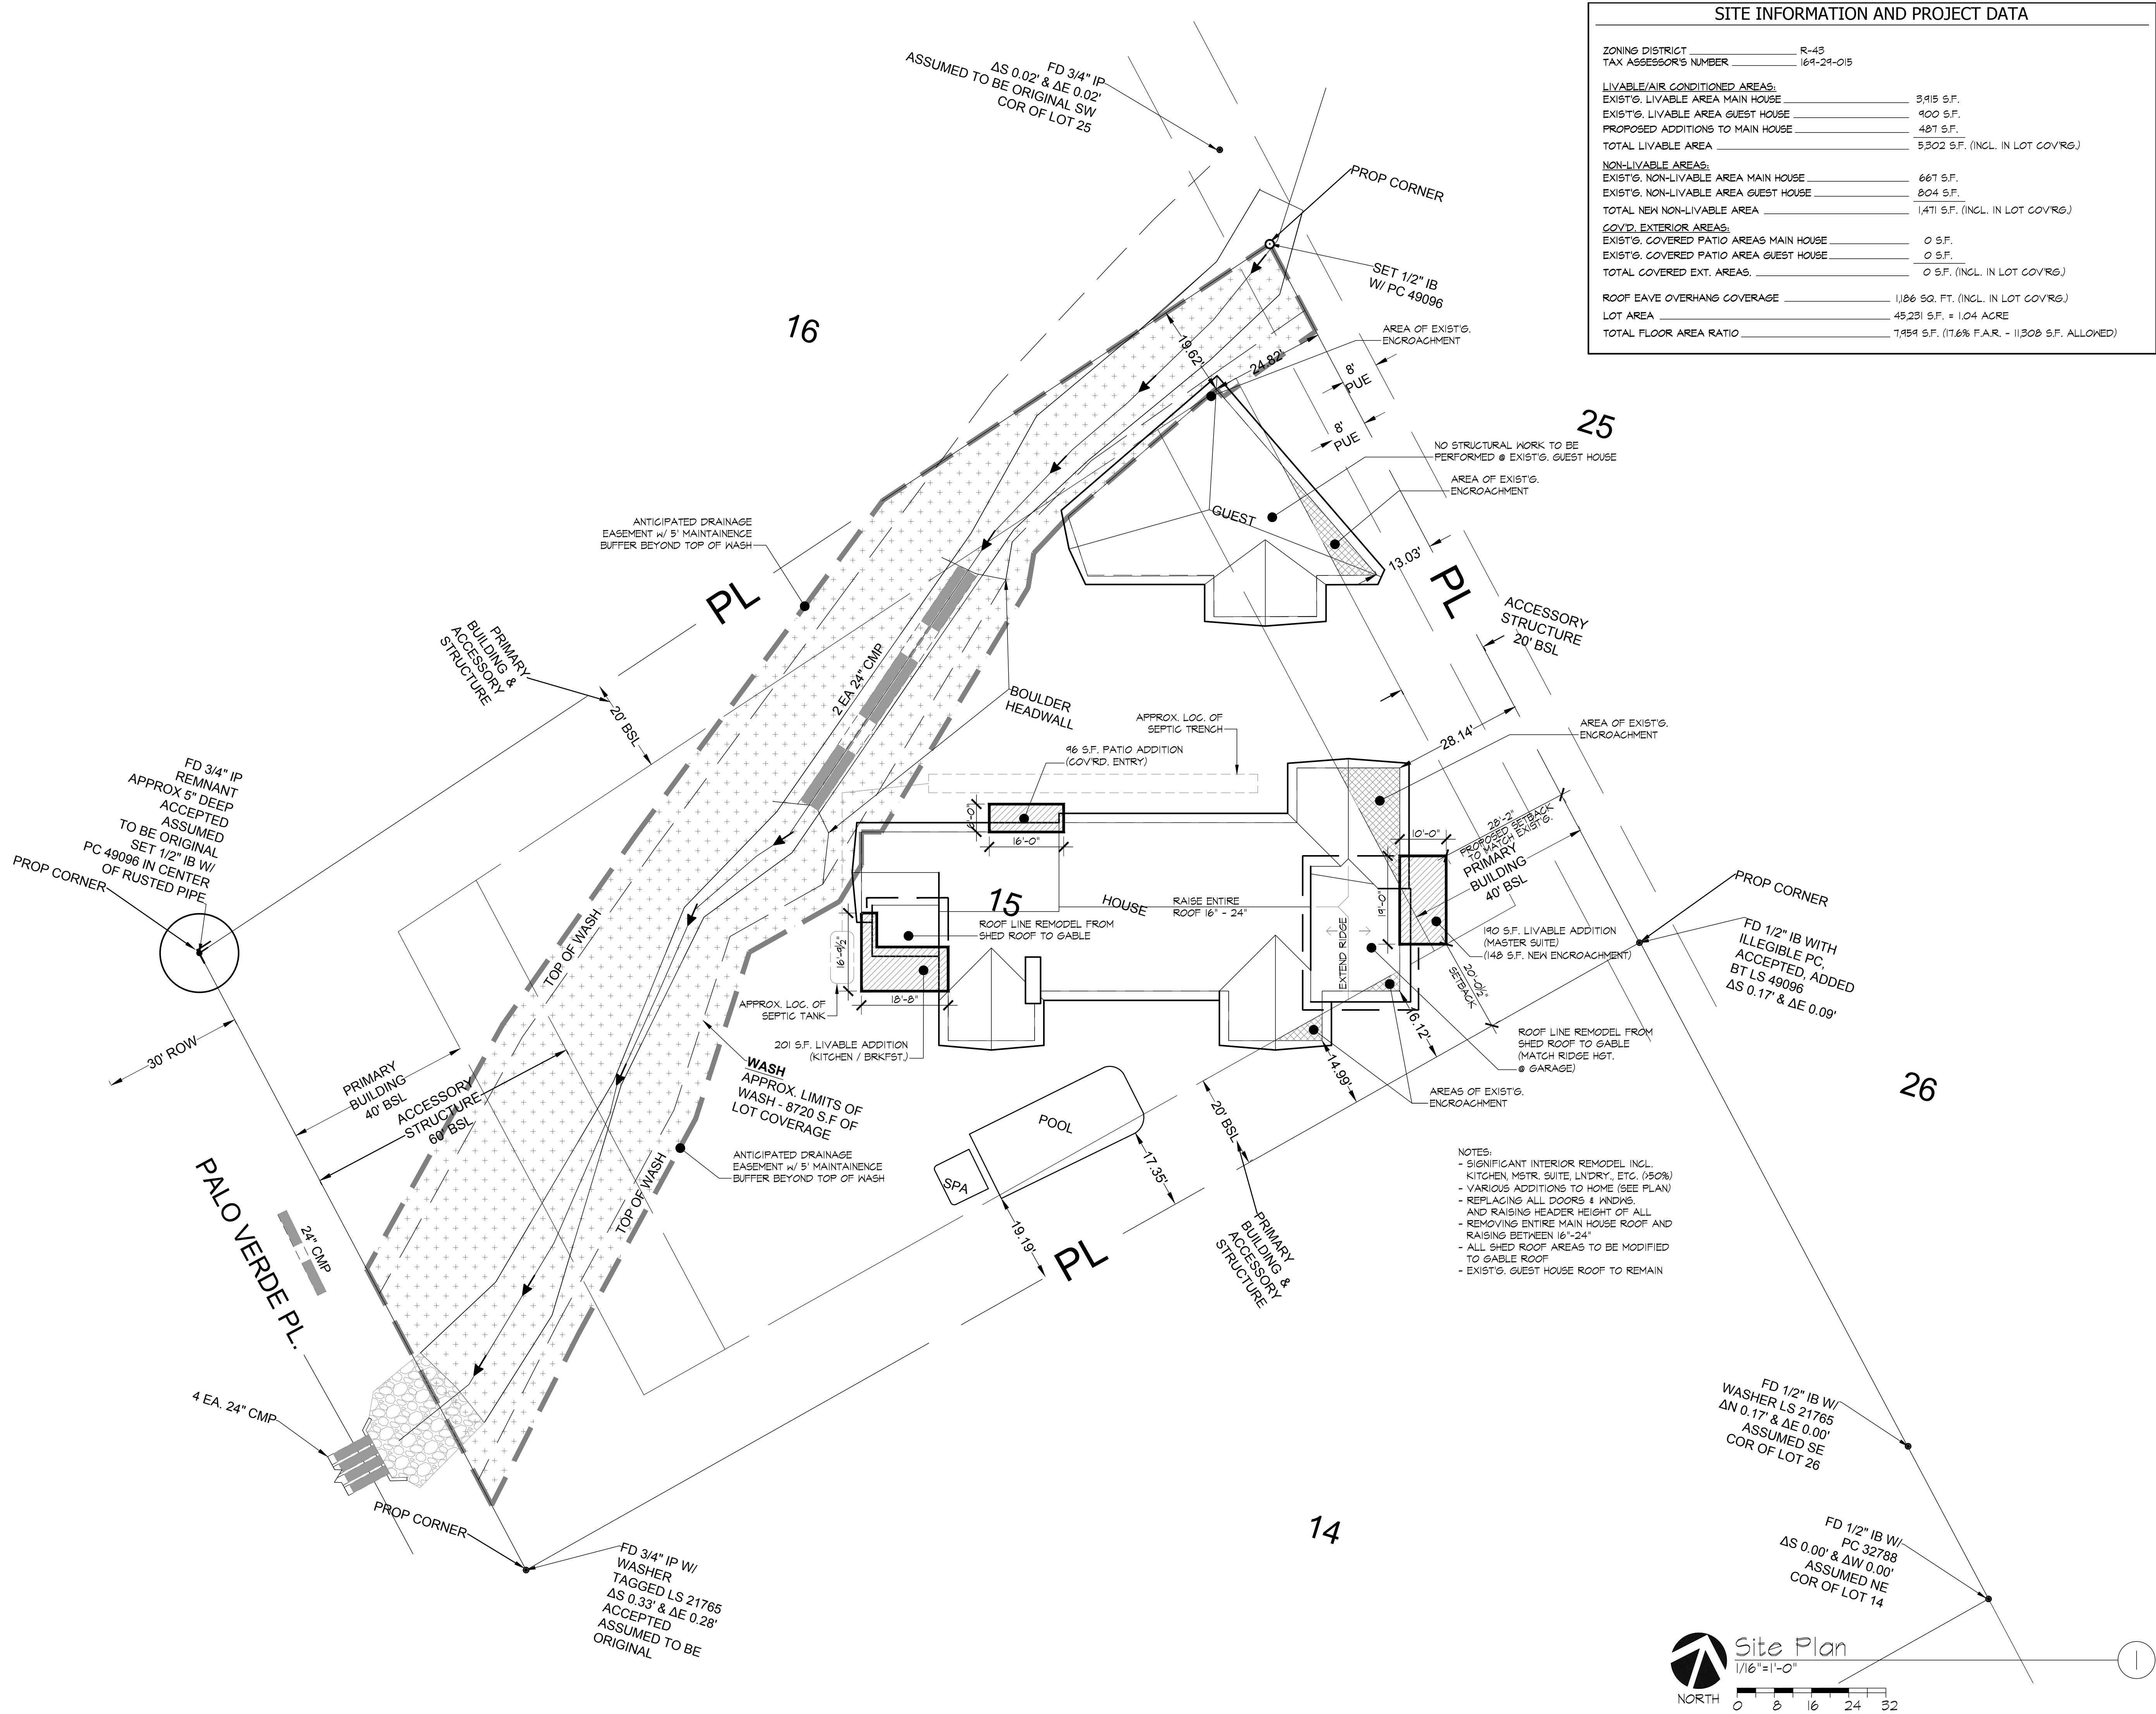 SITE INFORMATION AND PROJECT DATA
ZONING DISTRICT R-43
TAX ASSESSOR'S NUMBER 169-29-015
LIVABLE/AIR CONDITIONED AREAS:
EXIST'G. LIVABLE AREA MAIN HOUSE 3,915 S.F.
EXIST'G. LIVABLE AREA GUEST HOUSE 900 S.F.
PROPOSED ADDITIONS TO MAIN HOUSE 487 S.F.
TOTAL LIVABLE AREA 5,302 S.F. (INCL. IN LOT COV'RG.)
NON-LIVABLE AREAS:
EXIST'G. NON-LIVABLE AREA MAIN HOUSE 667 S.F.
EXIST'G. NON-LIVABLE AREA GUEST HOUSE 804 S.F.
TOTAL NEW NON-LIVABLE AREA 1,471 S.F. (INCL. IN LOT COV'RG.)
COV'D. EXTERIOR AREAS:
EXIST'G. COVERED PATIO AREAS MAIN HOUSE 0 S.F.
EXIST'G. COVERED PATIO AREA GUEST HOUSE 0 S.F.
TOTAL COVERED EXT. AREAS. 0 S.F. (INCL. IN LOT COV'RG.)
ROOF EAVE OVERHANG COVERAGE 1,186 SQ. FT. (INCL. IN LOT COV'RG.)
LOT AREA 45,231 S.F. = 1.04 ACRE
TOTAL FLOOR AREA RATIO 7,959 S.F. (17.6% F.A.R. - 11,308 S.F. ALLOWED)
FD 3/4" IP
ΔS 0.02' & ΔE 0.02'
ASSUMED TO BE ORIGINAL SW
COR OF LOT 25
PROP CORNER
SET 1/2" IB
W/ PC 49096
16
19.62'
24.82'
AREA OF EXIST'G.
ENCROACHMENT
8'
PUE
8'
PUE
25
NO STRUCTURAL WORK TO BE
PERFORMED @ EXIST'G. GUEST HOUSE
AREA OF EXIST'G.
ENCROACHMENT
GUEST
13.03'
PL
ACCESSORY
STRUCTURE
20' BSL
ANTICIPATED DRAINAGE
EASEMENT W/ 5' MAINTAINENCE
BUFFER BEYOND TOP OF WASH
PL
PRIMARY
BUILDING &
ACCESSORY
STRUCTURE
20' BSL
2 EA 24" CMP
BOULDER
HEADWALL
APPROX. LOC. OF
SEPTIC TRENCH
96 S.F. PATIO ADDITION
(COV'RD. ENTRY)
6'-0"
16'-0"
28.14'
AREA OF EXIST'G.
ENCROACHMENT
28'-2"
PROPOSED SETBACK
TO MATCH EXIST'G.
PRIMARY
BUILDING
40' BSL
10'-0"
19'-0"
FD 3/4" IP
REMNANT
APPROX 5" DEEP
ACCEPTED
ASSUMED
TO BE ORIGINAL
SET 1/2" IB W/
PC 49096 IN CENTER
OF RUSTED PIPE
PROP CORNER
15
HOUSE
RAISE ENTIRE
ROOF 16" - 24"
ROOF LINE REMODEL FROM
SHED ROOF TO GABLE
EXTEND RIDGE
190 S.F. LIVABLE ADDITION
(MASTER SUITE)
(148 S.F. NEW ENCROACHMENT)
20'-0 1/2"
SETBACK
PROP CORNER
FD 1/2" IB WITH
ILLEGIBLE PC,
ACCEPTED, ADDED
BT LS 49096
ΔS 0.17' & ΔE 0.09'
TOP OF WASH
18'-8"
APPROX. LOC. OF
SEPTIC TANK
201 S.F. LIVABLE ADDITION
(KITCHEN / BRKFST.)
16.12'
14.99'
ROOF LINE REMODEL FROM
SHED ROOF TO GABLE
(MATCH RIDGE HGT.
@ GARAGE)
AREAS OF EXIST'G.
ENCROACHMENT
30' ROW
PRIMARY
BUILDING
40' BSL
ACCESSORY
STRUCTURE
60' BSL
WASH
APPROX. LIMITS OF
WASH - 8720 S.F OF
LOT COVERAGE
26
POOL
SPA
20' BSL
17.35'
19.19'
PL
PRIMARY
BUILDING &
ACCESSORY
STRUCTURE
ANTICIPATED DRAINAGE
EASEMENT W/ 5' MAINTAINENCE
BUFFER BEYOND TOP OF WASH
TOP OF WASH
NOTES:
- SIGNIFICANT INTERIOR REMODEL INCL.
KITCHEN, MSTR. SUITE, LN'DRY., ETC. (>50%)
- VARIOUS ADDITIONS TO HOME (SEE PLAN)
- REPLACING ALL DOORS & WNDWS.
AND RAISING HEADER HEIGHT OF ALL
- REMOVING ENTIRE MAIN HOUSE ROOF AND
RAISING BETWEEN 16"-24"
- ALL SHED ROOF AREAS TO BE MODIFIED
TO GABLE ROOF
- EXIST'G. GUEST HOUSE ROOF TO REMAIN
PALO VERDE PL.
24" CMP
4 EA. 24" CMP
PROP CORNER
FD 3/4" IP W/
WASHER
TAGGED LS 21765
ΔS 0.33' & ΔE 0.28'
ACCEPTED
ASSUMED TO BE
ORIGINAL
14
FD 1/2" IB W/
WASHER LS 21765
ΔN 0.17' & ΔE 0.00'
ASSUMED SE
COR OF LOT 26
FD 1/2" IB W/
PC 32788
ΔS 0.00' & ΔW 0.00'
ASSUMED NE
COR OF LOT 14
Site Plan
1/16"=1'-0"
NORTH
0 8 16 24 32
1